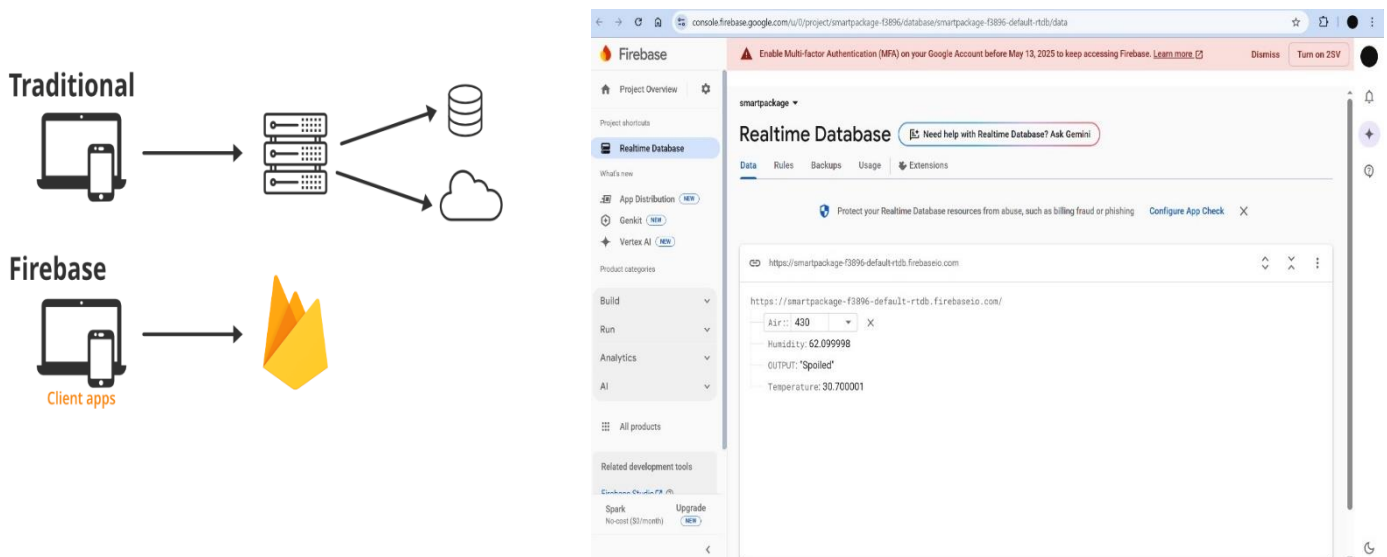 Traditional
Firebase
Client apps
console.firebase.google.com/u/0/project/smartpackage-f3896/database/smartpackage-f3896-default-rtdb/data
Firebase
Enable Multi-factor Authentication (MFA) on your Google Account before May 13, 2025 to keep accessing Firebase. Learn more
Dismiss
Turn on 2SV
Project Overview
Project shortcuts
Realtime Database
What's new
App Distribution NEW
Genkit NEW
Vertex AI NEW
Product categories
Build
Run
Analytics
AI
All products
Related development tools
Firebase Studio
Spark
No-cost ($0/month)
Upgrade
NEW
smartpackage
Realtime Database
Need help with Realtime Database? Ask Gemini
Data Rules Backups Usage Extensions
Protect your Realtime Database resources from abuse, such as billing fraud or phishing Configure App Check
https://smartpackage-f3896-default-rtdb.firebaseio.com
https://smartpackage-f3896-default-rtdb.firebaseio.com/
Air:: 430
Humidity: 62.099998
OUTPUT: "Spoiled"
Temperature: 30.700001